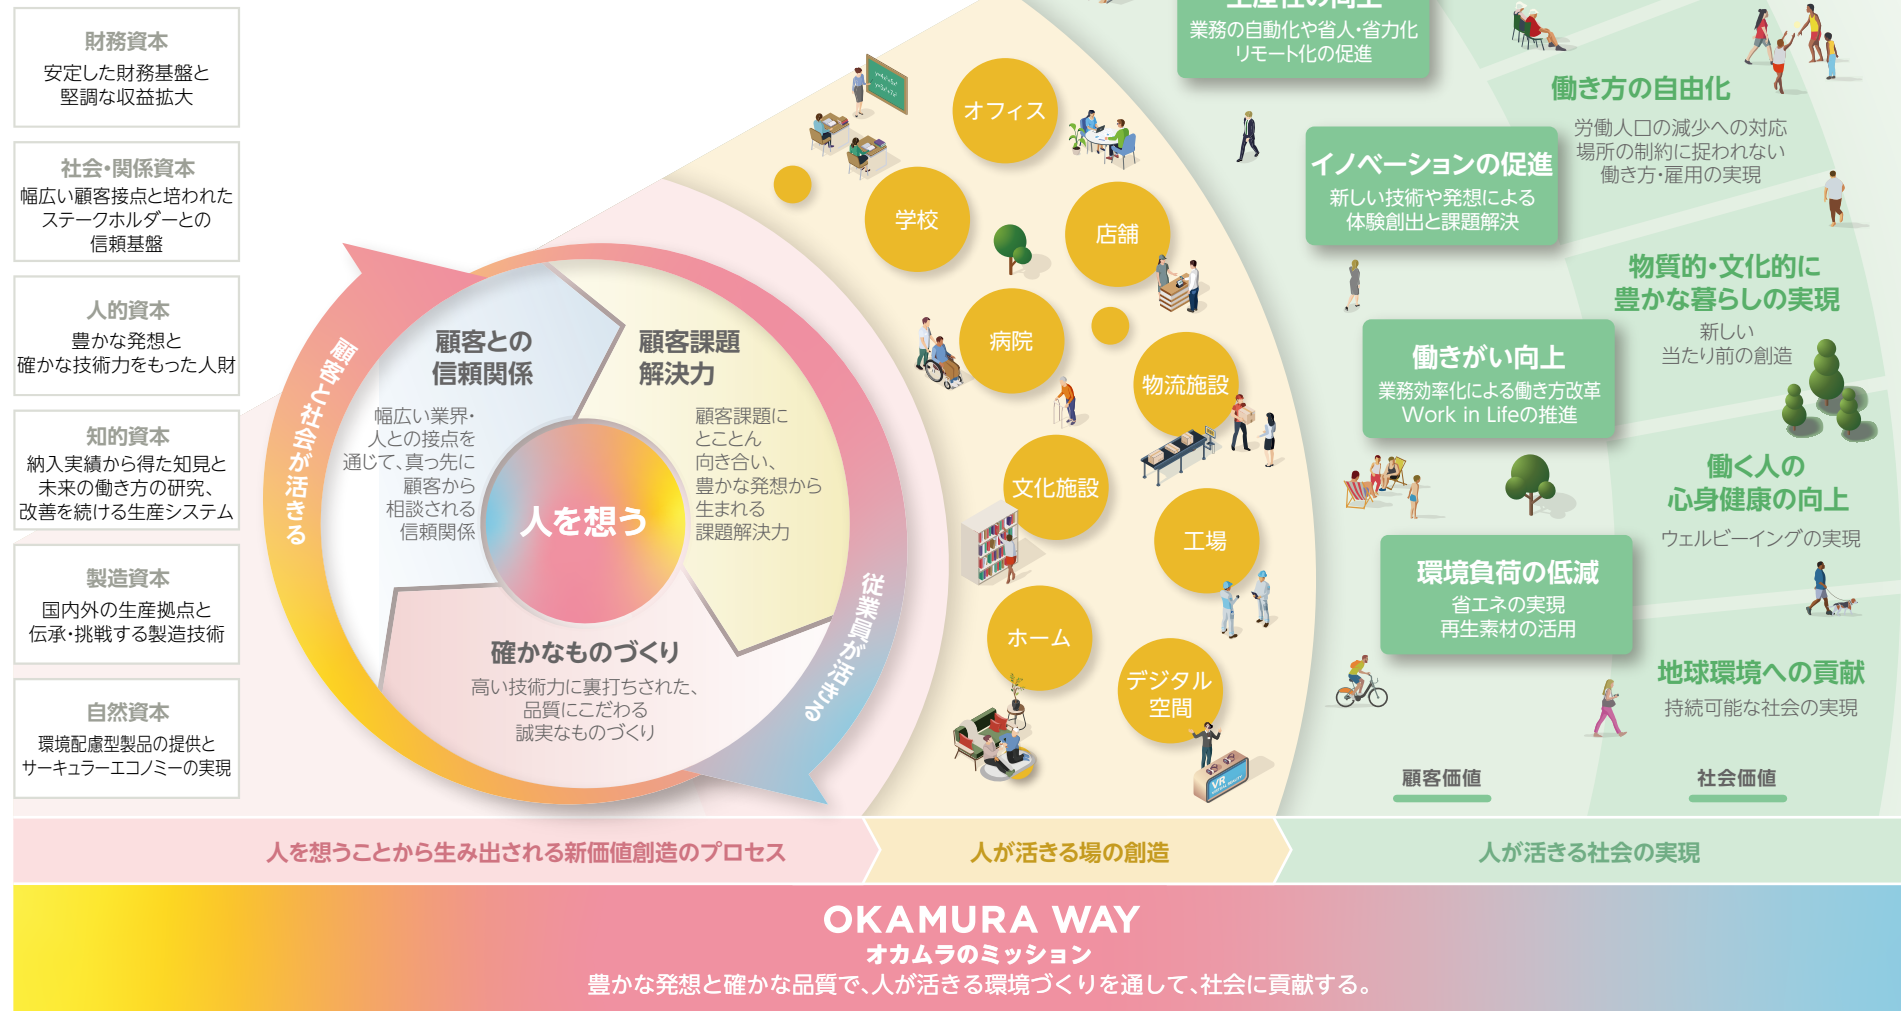 財務資本
安定した財務基盤と
堅調な収益拡大
社会・関係資本
幅広い顧客接点と培われた
ステークホルダーとの
信頼基盤
人的資本
豊かな発想と
確かな技術力をもった人財
知的資本
納入実績から得た知見と
未来の働き方の研究、
改善を続ける生産システム
製造資本
国内外の生産拠点と
伝承・挑戦する製造技術
自然資本
環境配慮型製品の提供と
サーキュラーエコノミーの実現
顧客と社会が活きる
従業員が活きる
顧客との
信頼関係
幅広い業界・
人との接点を
通じて、真っ先に
顧客から
相談される
信頼関係
顧客課題
解決力
顧客課題に
とことん
向き合い、
豊かな発想から
生まれる
課題解決力
人を想う
確かなものづくり
高い技術力に裏打ちされた、
品質にこだわる
誠実なものづくり
オフィス
学校
店舗
病院
物流施設
文化施設
工場
ホーム
デジタル
空間
VR
生産性の向上
業務の自動化や省人・省力化
リモート化の促進
イノベーションの促進
新しい技術や発想による
体験創出と課題解決
働きがい向上
業務効率化による働き方改革
Work in Lifeの推進
環境負荷の低減
省エネの実現
再生素材の活用
顧客価値
働き方の自由化
労働人口の減少への対応
場所の制約に捉われない
働き方・雇用の実現
物質的・文化的に
豊かな暮らしの実現
新しい
当たり前の創造
働く人の
心身健康の向上
ウェルビーイングの実現
地球環境への貢献
持続可能な社会の実現
社会価値
人を想うことから生み出される新価値創造のプロセス
人が活きる場の創造
人が活きる社会の実現
OKAMURA WAY
オカムラのミッション
豊かな発想と確かな品質で、人が活きる環境づくりを通して、社会に貢献する。